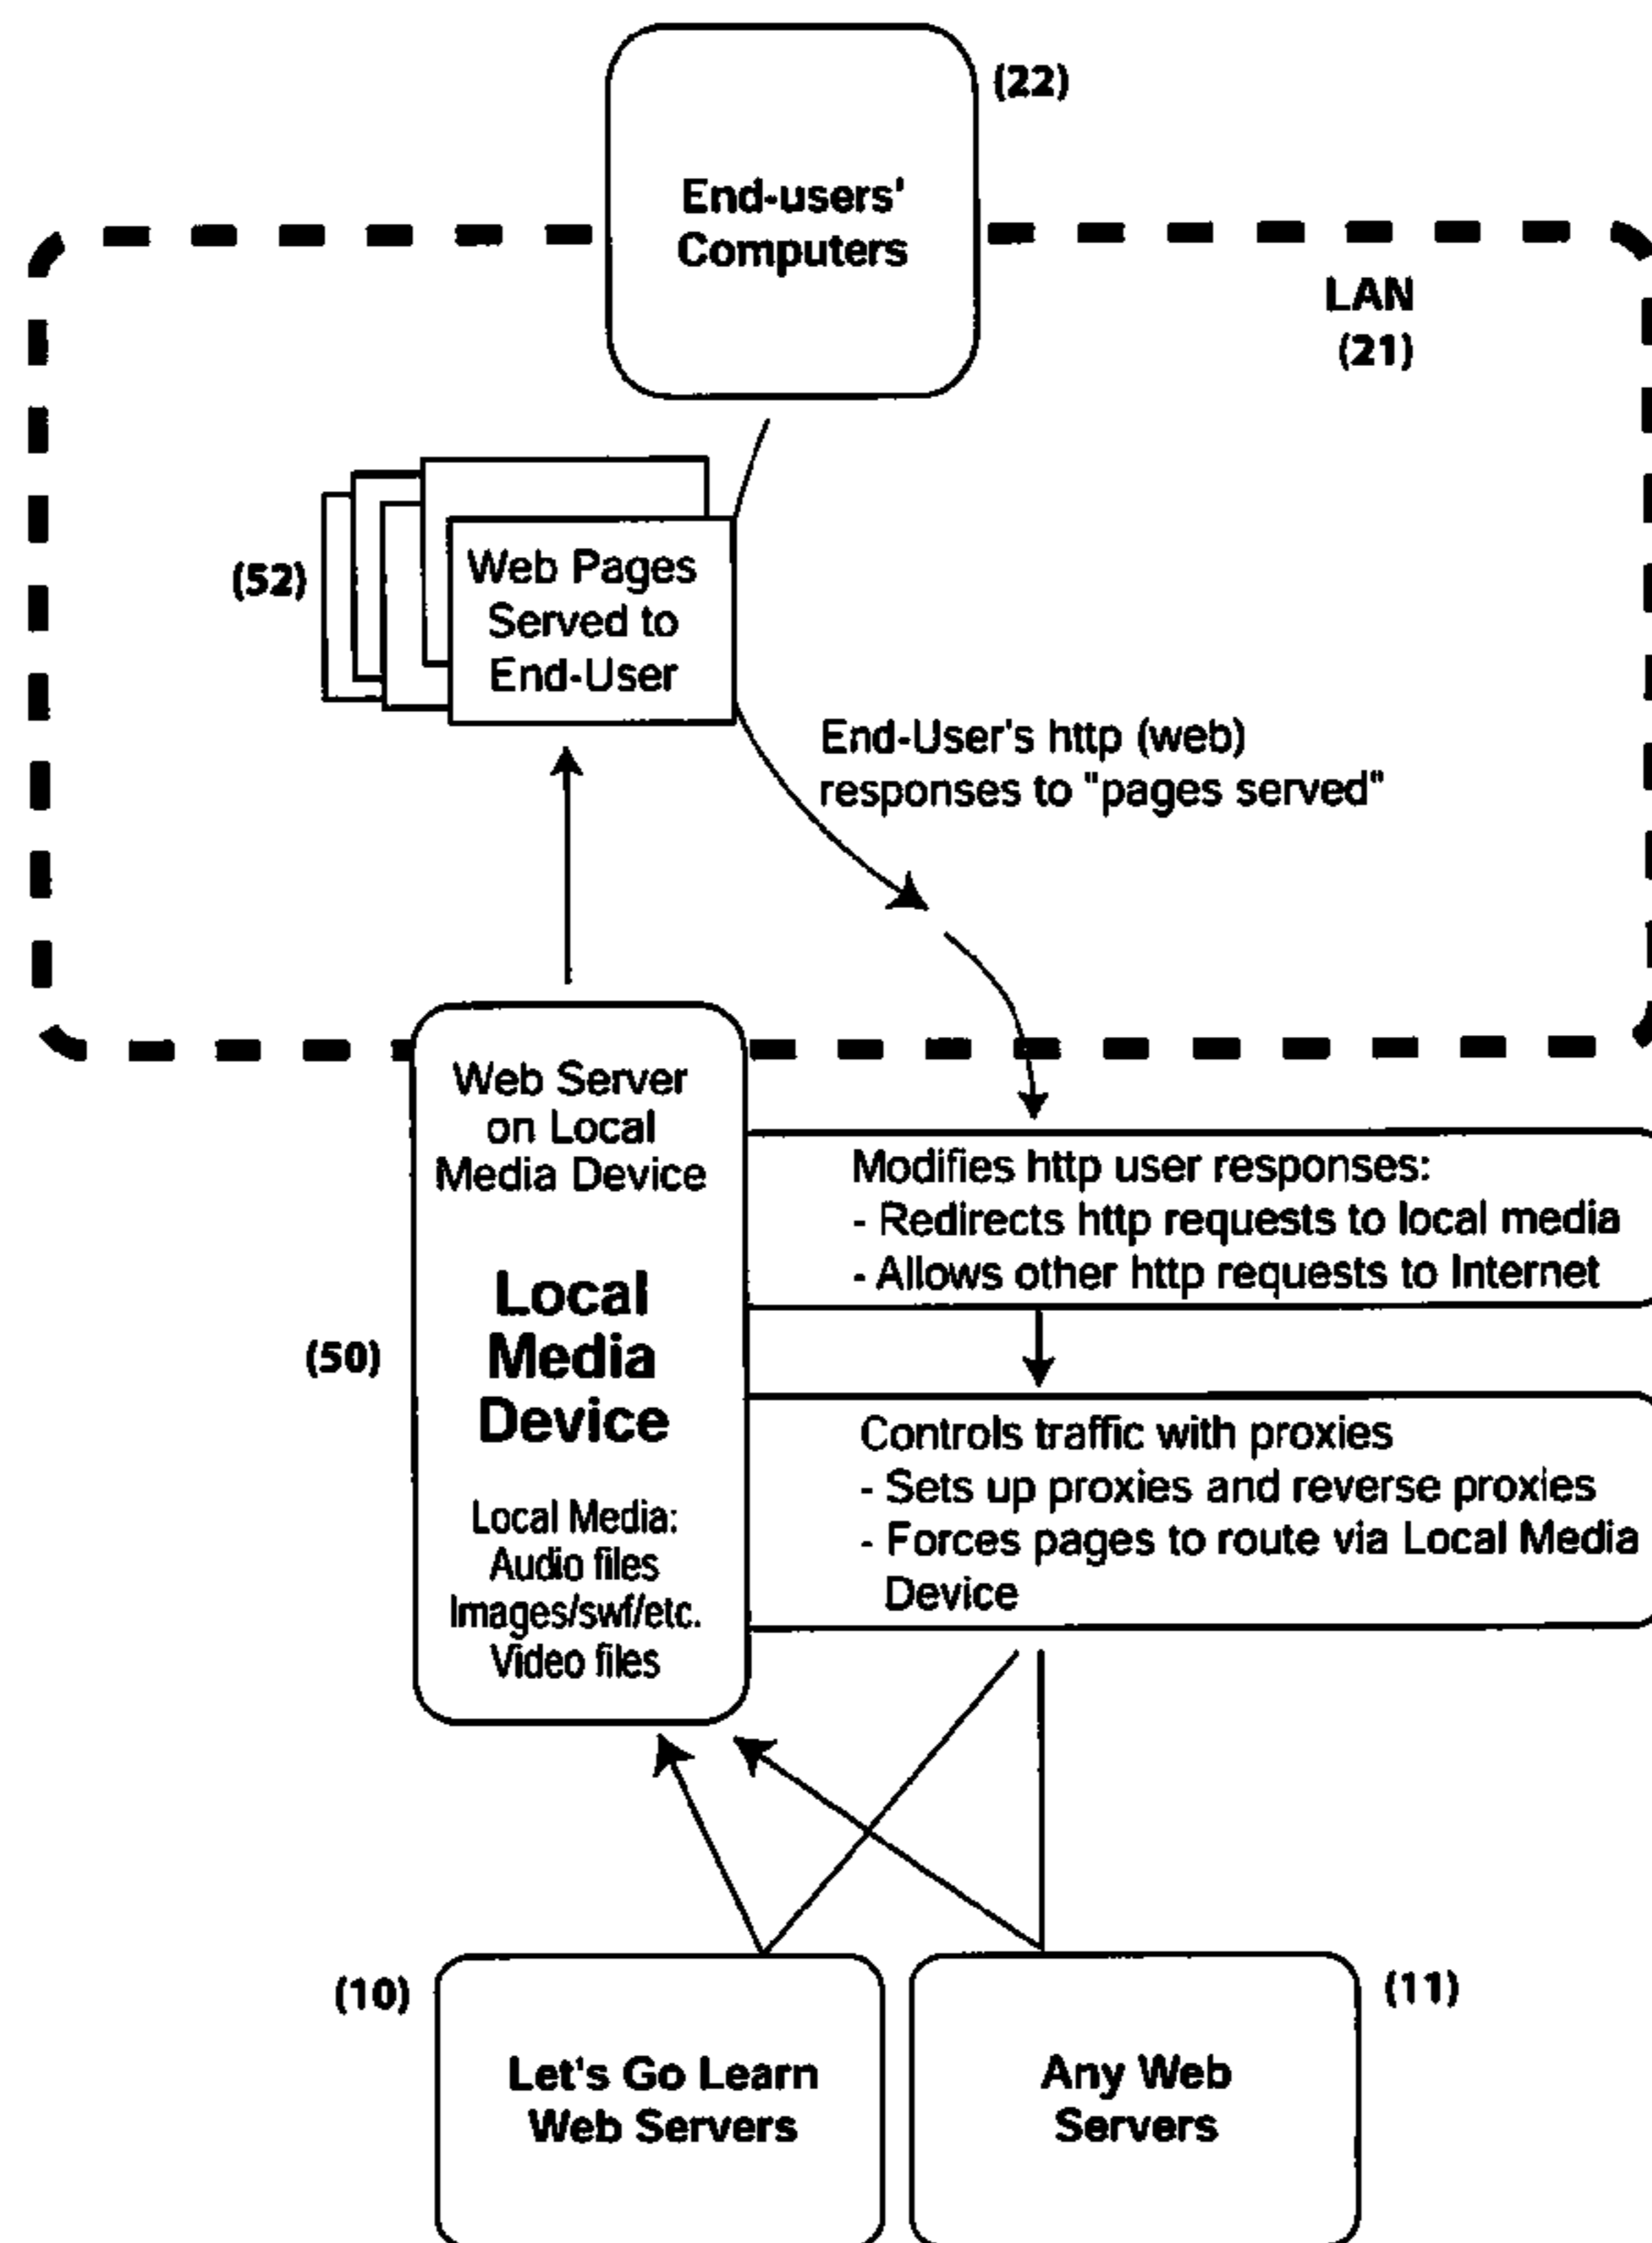 (22)
End-users'
Computers
LAN
(21)
(52)
Web Pages
Served to
End-User
End-User's http (web)
responses to "pages served"
Web Server
on Local
Media Device
Local
Media
Device
(50)
Local Media:
Audio files
Images/swf/etc.
Video files
Modifies http user responses:
- Redirects http requests to local media
- Allows other http requests to Internet
Controls traffic with proxies
- Sets up proxies and reverse proxies
- Forces pages to route via Local Media
Device
(10)
Let's Go Learn
Web Servers
(11)
Any Web
Servers